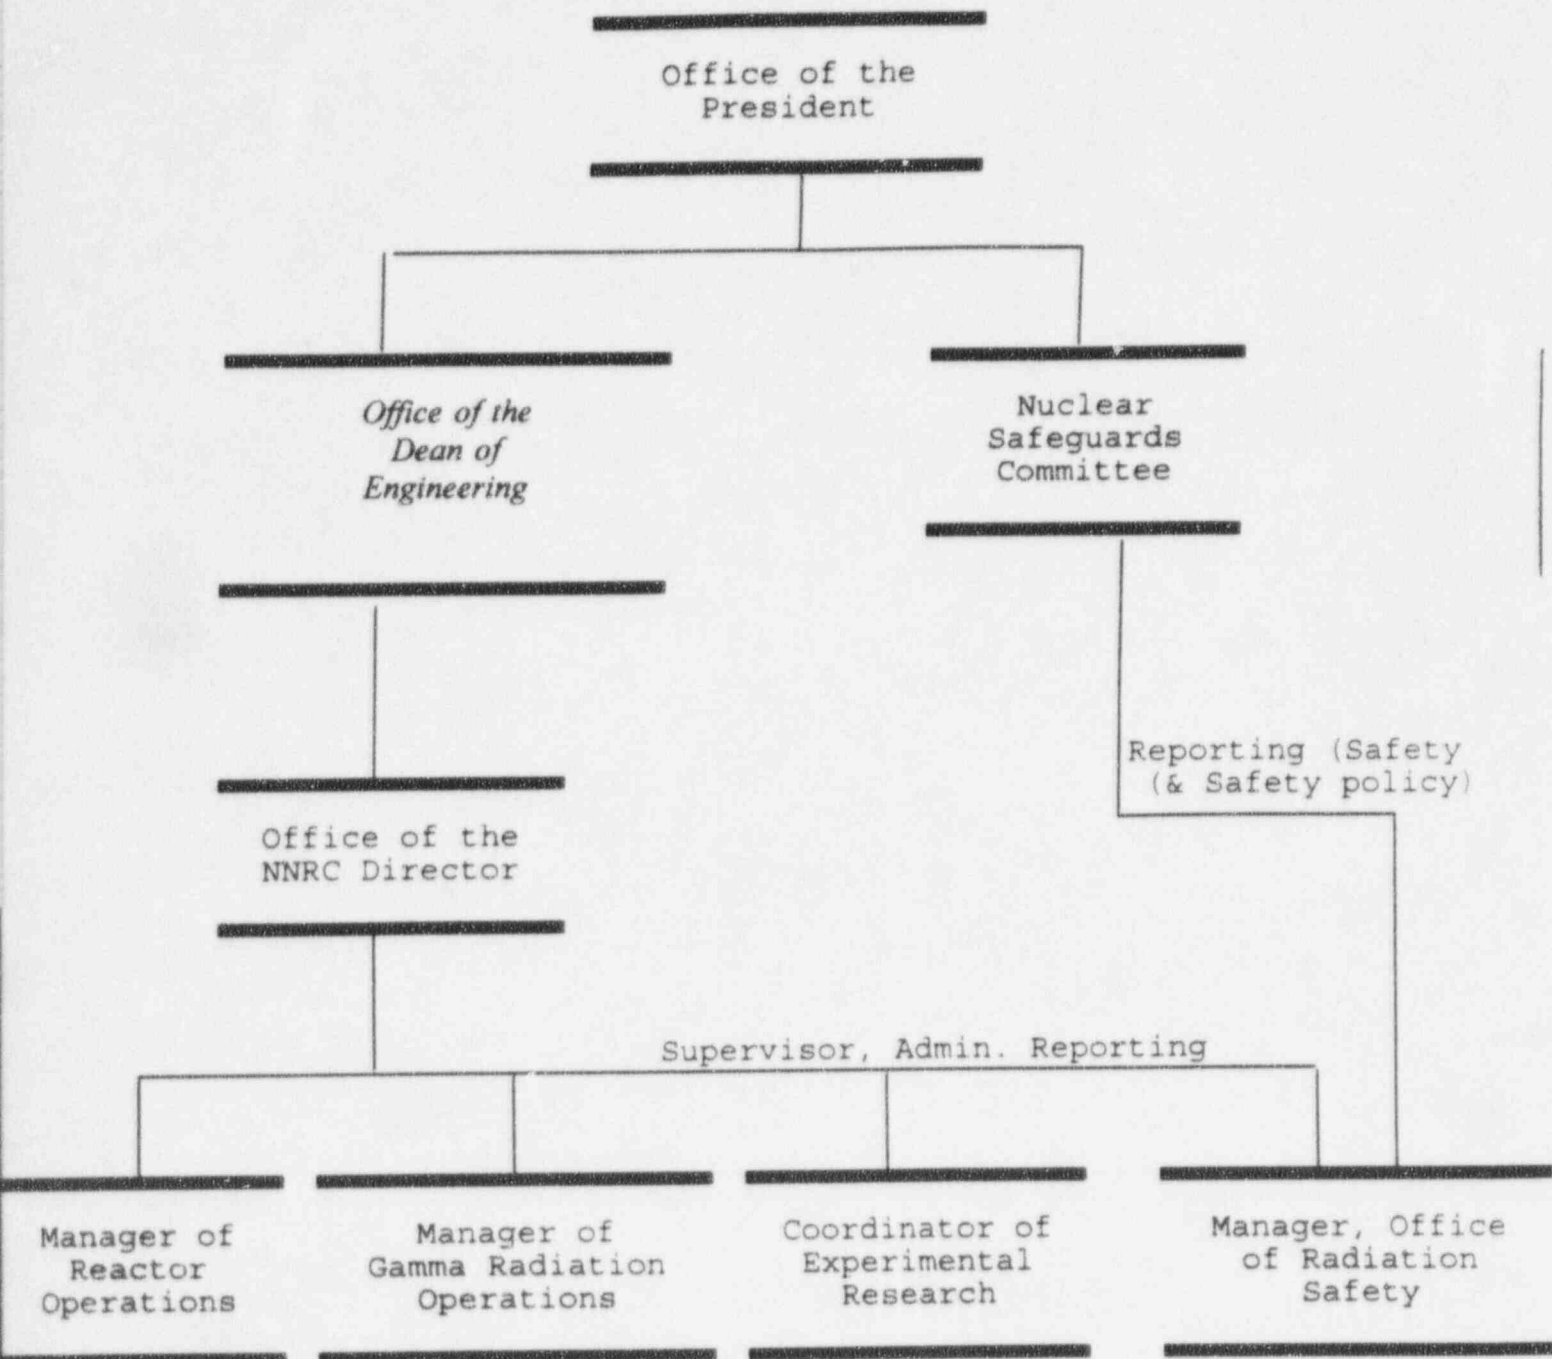 Office of the
President
Office of the
Dean of
Engineering
Nuclear
Safeguards
Committee
Reporting (Safety
(& Safety policy)
Office of the
NNRC Director
Supervisor, Admin. Reporting
Manager of
Reactor
Operations
Manager of
Gamma Radiation
Operations
Coordinator of
Experimental
Research
Manager, Office
of Radiation
Safety